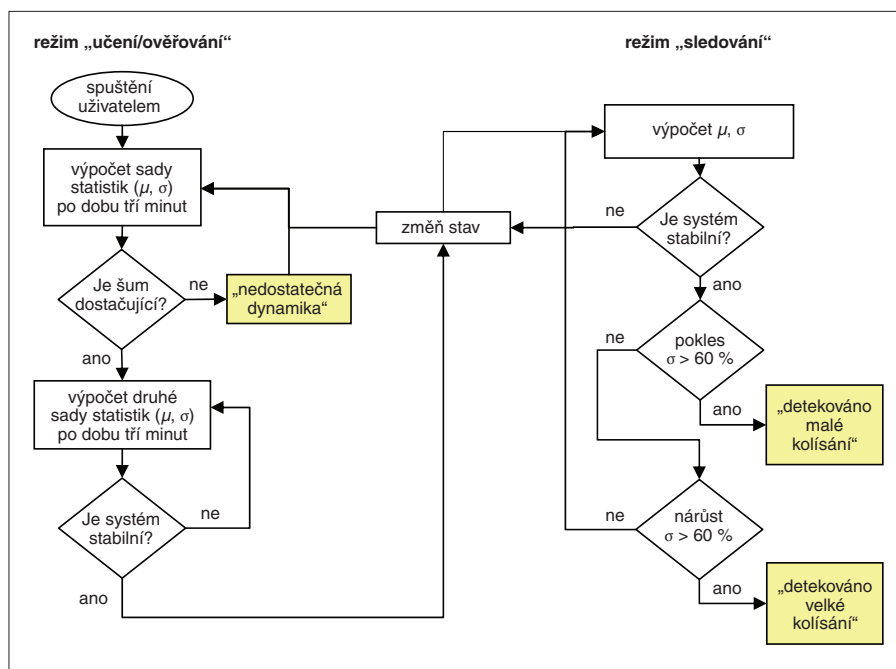 režim „učení/ověřování“
spuštění
uživatelem
výpočet sady
statistik (μ, σ)
po dobu tří minut
Je šum
dostačující?
ne
„nedostatečná
dynamika“
ano
výpočet druhé
sady statistik (μ, σ)
po dobu tří minut
Je systém
stabilní?
ne
ano
změň stav
režim „sledování“
výpočet μ, σ
Je systém
stabilní?
ne
ano
pokles
σ > 60 %
ne
ano
„detekováno
malé
kolísání“
nárůst
σ > 60 %
ne
ano
„detekováno
velké
kolísání“